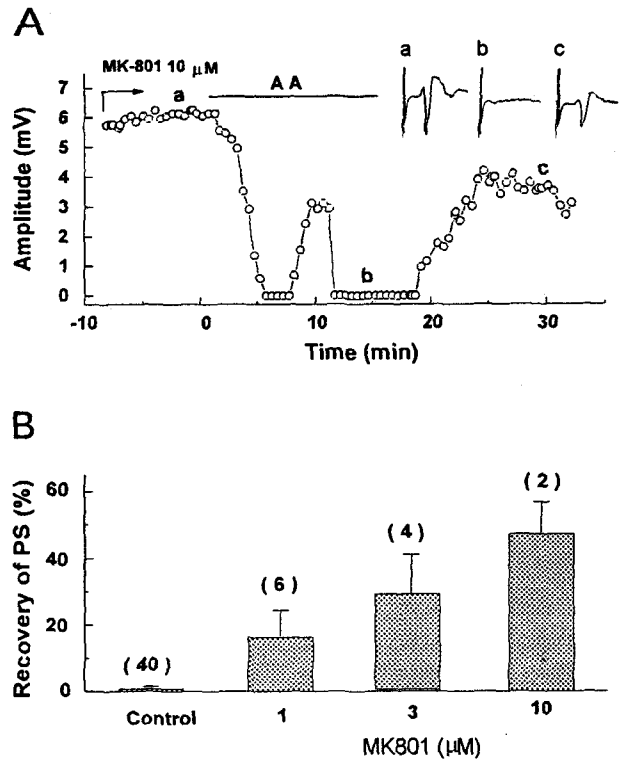 A
MK-801 10 μM
a
AA
a b c
7
6
5
4
3
2
1
0
Amplitude (mV)
b
c
-10 0 10 20 30
Time (min)
B
60
40
20
0
Recovery of PS (%)
( 40 )
( 6 )
( 4 )
( 2 )
Control 1 3 10
MK801 (μM)